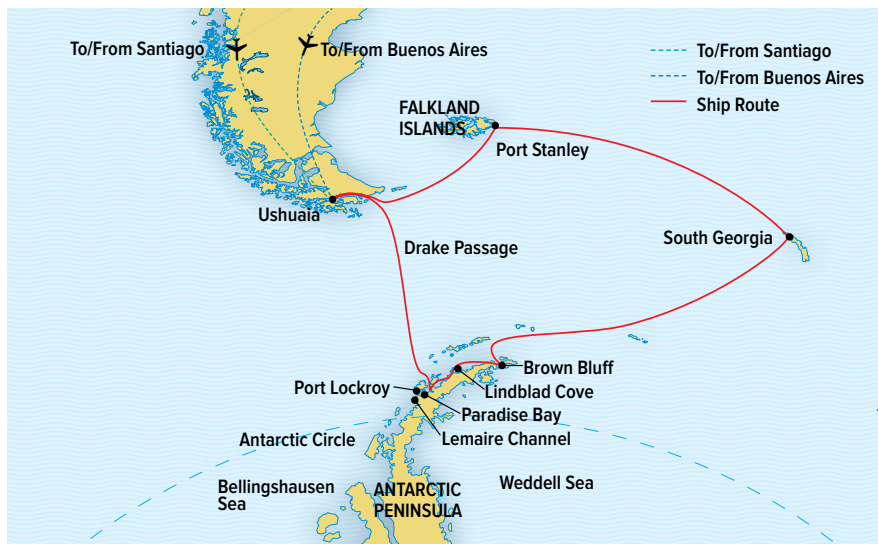 To/From Santiago
To/From Buenos Aires
To/From Santiago
To/From Buenos Aires
Ship Route
FALKLAND
ISLANDS
Port Stanley
Ushuaia
South Georgia
Drake Passage
Brown Bluff
Port Lockroy
Lindblad Cove
Paradise Bay
Antarctic Circle
Lemaire Channel
Bellingshausen
Sea
ANTARCTIC
PENINSULA
Weddell Sea